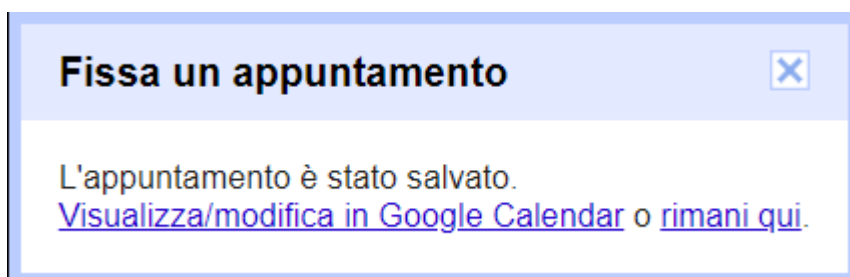 Fissa un appuntamento
L'appuntamento è stato salvato.
Visualizza/modifica in Google Calendar o rimani qui.